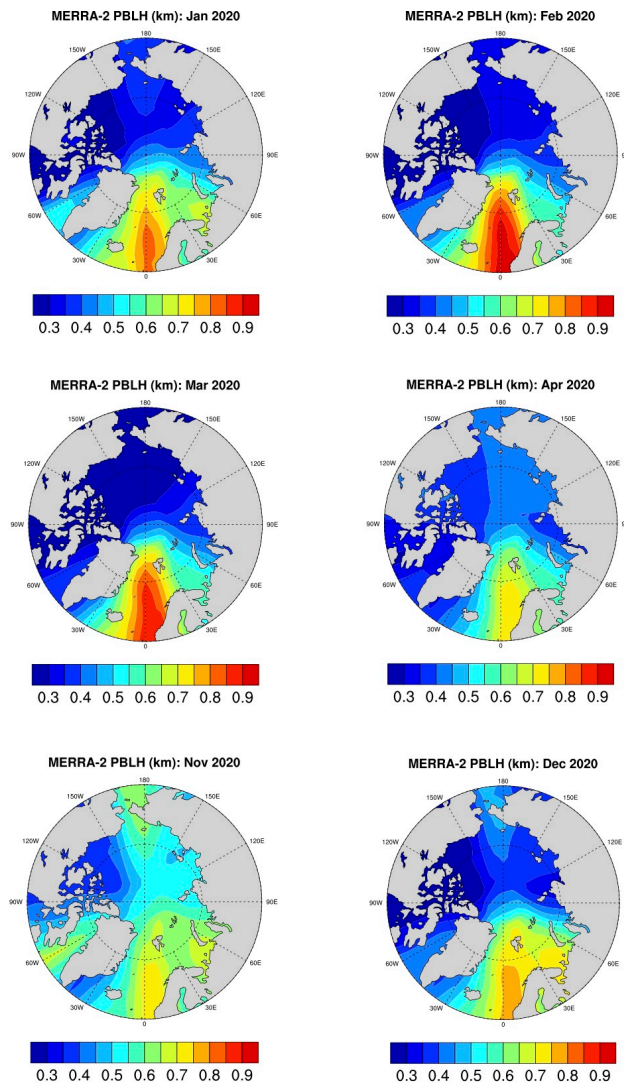 MERRA-2 PBLH (km): Jan 2020
180
150W 150E
120W 120E
90W 90E
60W 60E
30W 30E
0
0.3 0.4 0.5 0.6 0.7 0.8 0.9
MERRA-2 PBLH (km): Feb 2020
180
150W 150E
120W 120E
90W 90E
60W 60E
30W 30E
0
0.3 0.4 0.5 0.6 0.7 0.8 0.9
MERRA-2 PBLH (km): Mar 2020
180
150W 150E
120W 120E
90W 90E
60W 60E
30W 30E
0
0.3 0.4 0.5 0.6 0.7 0.8 0.9
MERRA-2 PBLH (km): Apr 2020
180
150W 150E
120W 120E
90W 90E
60W 60E
30W 30E
0
0.3 0.4 0.5 0.6 0.7 0.8 0.9
MERRA-2 PBLH (km): Nov 2020
180
150W 150E
120W 120E
90W 90E
60W 60E
30W 30E
0
0.3 0.4 0.5 0.6 0.7 0.8 0.9
MERRA-2 PBLH (km): Dec 2020
180
150W 150E
120W 120E
90W 90E
60W 60E
30W 30E
0
0.3 0.4 0.5 0.6 0.7 0.8 0.9